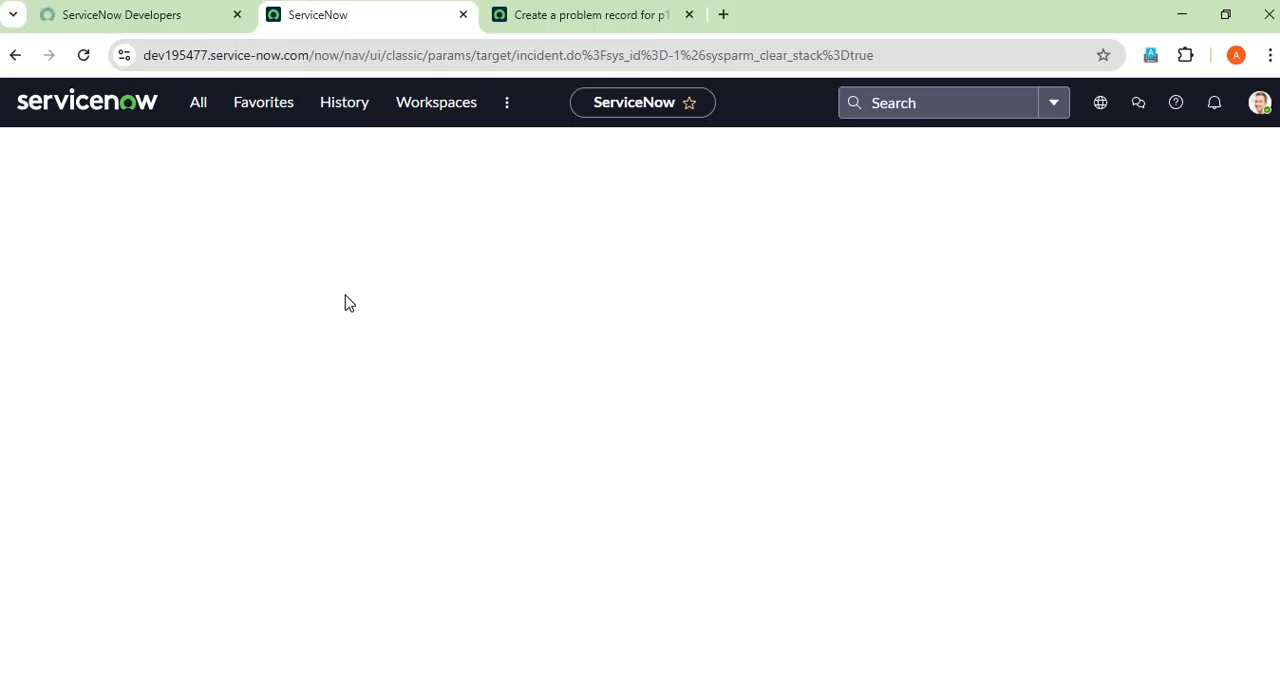 ServiceNow Developers
ServiceNow
Create a problem record for p1
dev195477.service-now.com/now/nav/ui/classic/params/target/incident.do%3Fsys_id%3D-1%26sysparm_clear_stack%3Dtrue
A
servicenow
All
Favorites
History
Workspaces
ServiceNow
Search